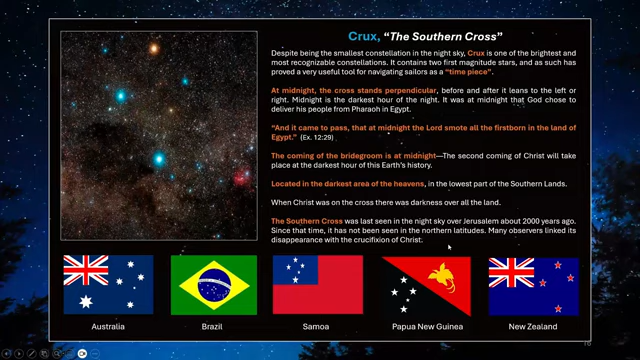 Crux, “The Southern Cross”
Despite being the smallest constellation in the night sky, Crux is one of the brightest and
most recognizable constellations. It contains two first magnitude stars, and as such has
proved a very useful tool for navigating sailors as a “time piece”.
At midnight, the cross stands perpendicular, before and after it leans to the left or
right. Midnight is the darkest hour of the night. It was at midnight that God chose to
deliver his people from Pharaoh in Egypt.
“And it came to pass, that at midnight the Lord smote all the firstborn in the land of
Egypt.” (Ex. 12:29)
The coming of the bridegroom is at midnight—The second coming of Christ will take
place at the darkest hour of this Earth's history.
Located in the darkest area of the heavens, in the lowest part of the Southern Lands.
When Christ was on the cross there was darkness over all the land.
The Southern Cross was last seen in the night sky over Jerusalem about 2000 years ago.
Since that time, it has not been seen in the northern latitudes. Many observers linked its
disappearance with the crucifixion of Christ.
Australia
Brazil
Samoa
Papua New Guinea
New Zealand